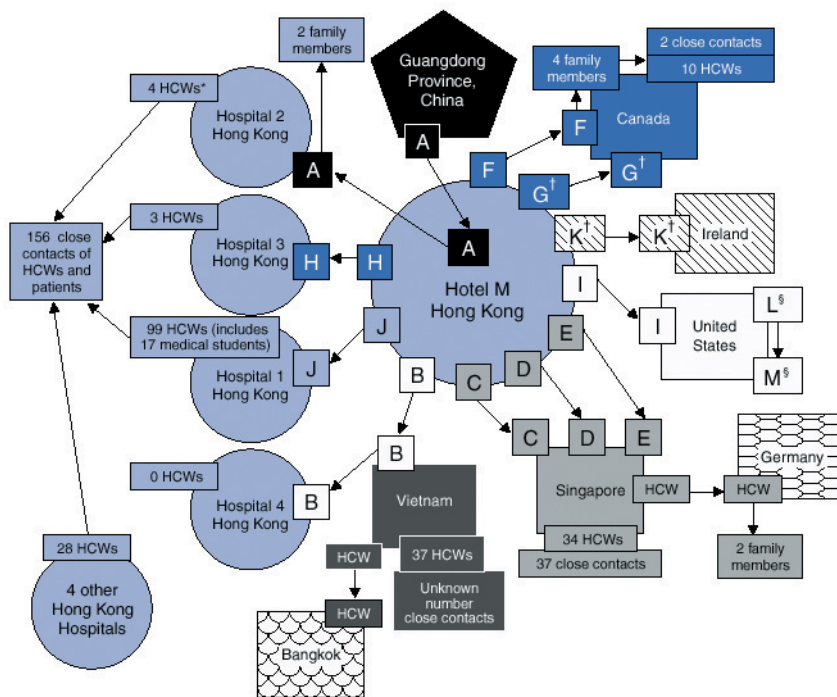 2 family
members
Guangdong
Province,
China
A
2 close contacts
10 HCWs
4 family
members
Canada
F
G†
4 HCWs*
Hospital 2
Hong Kong
A
F
G†
156 close
contacts of
HCWs and
patients
3 HCWs
Hospital 3
Hong Kong
H
H
A
Hotel M
Hong Kong
K†
K†
Ireland
I
I
United
States
L§
M§
99 HCWs (includes
17 medical students)
Hospital 1
Hong Kong
J
J
B
C
D
E
0 HCWs
Hospital 4
Hong Kong
B
B
Vietnam
HCW
37 HCWs
Unknown
number
close contacts
HCW
Bangkok
C
D
E
Singapore
HCW
34 HCWs
37 close contacts
HCW
Germany
2 family
members
28 HCWs
4 other
Hong Kong
Hospitals